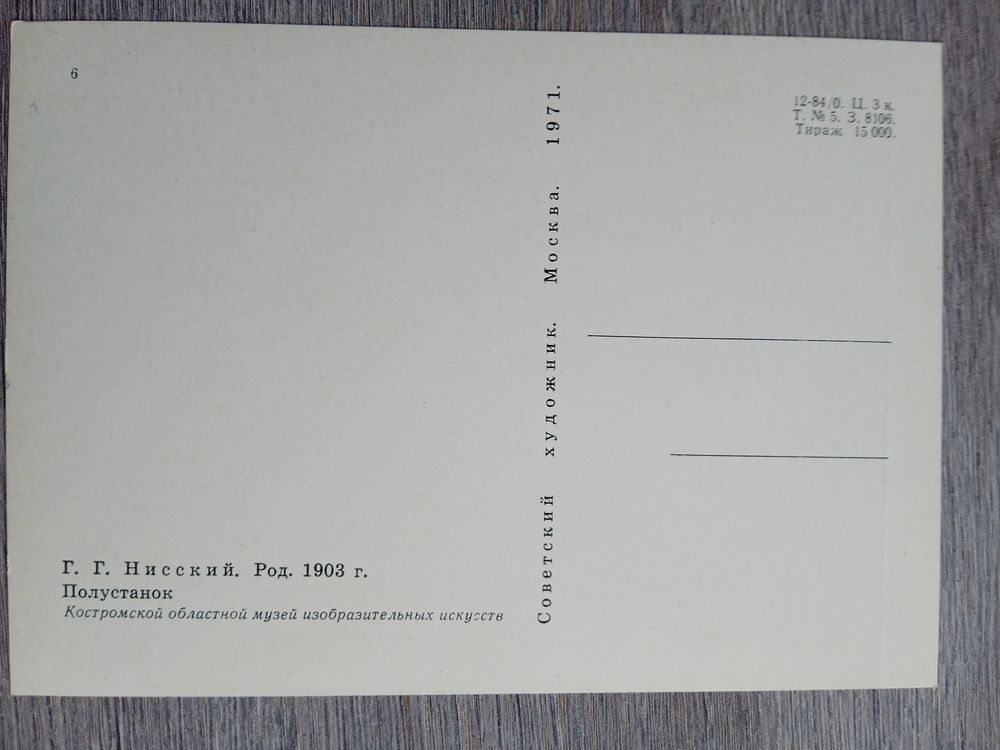 6
Г. Г. Нисский. Род. 1903 г.
Полустанок
Костромской областной музей изобразительных искусств
Советский художник. Москва. 1971.
12-84/0. Ц. 3 к.
Т. № 5. З. 8106.
Тираж 15 000.